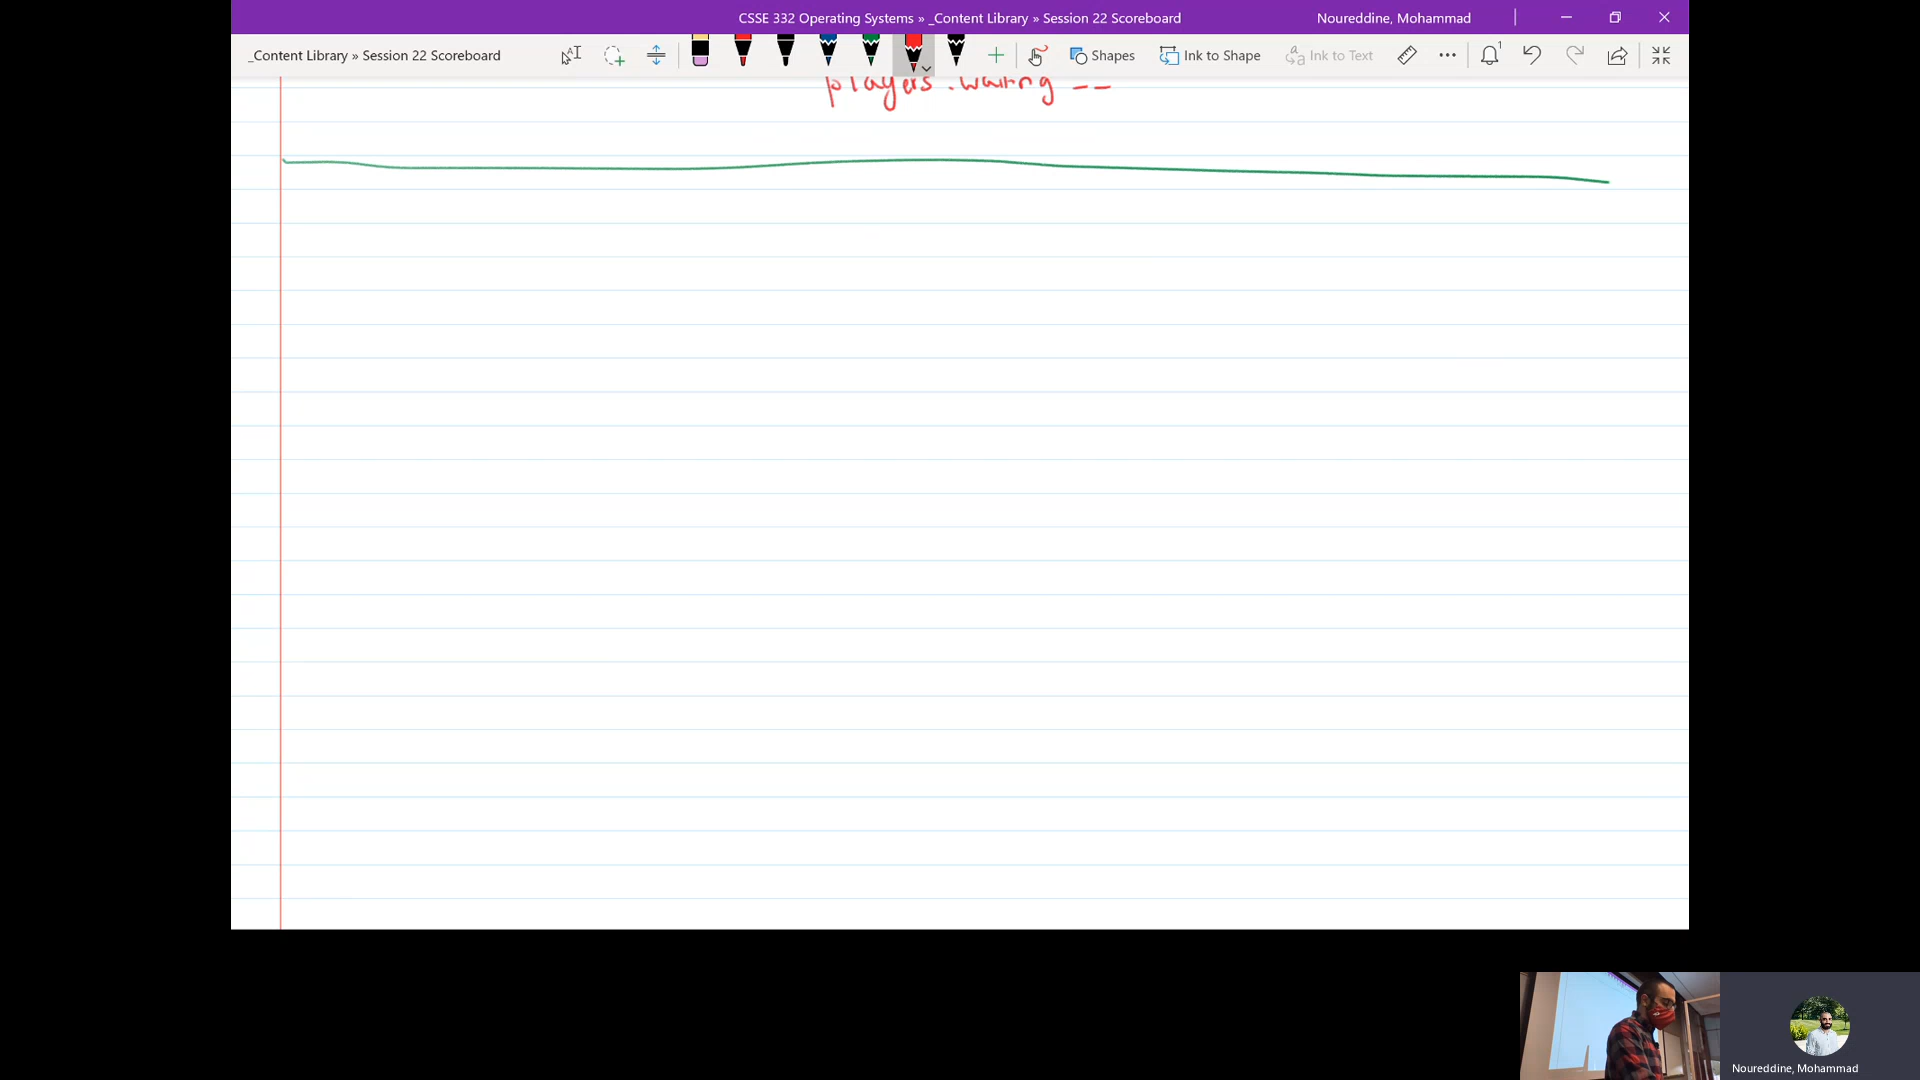 CSSE 332 Operating Systems » _Content Library » Session 22 Scoreboard
Noureddine, Mohammad
_Content Library » Session 22 Scoreboard
Shapes
Ink to Shape
Ink to Text
1
players.waiting --
Noureddine, Mohammad